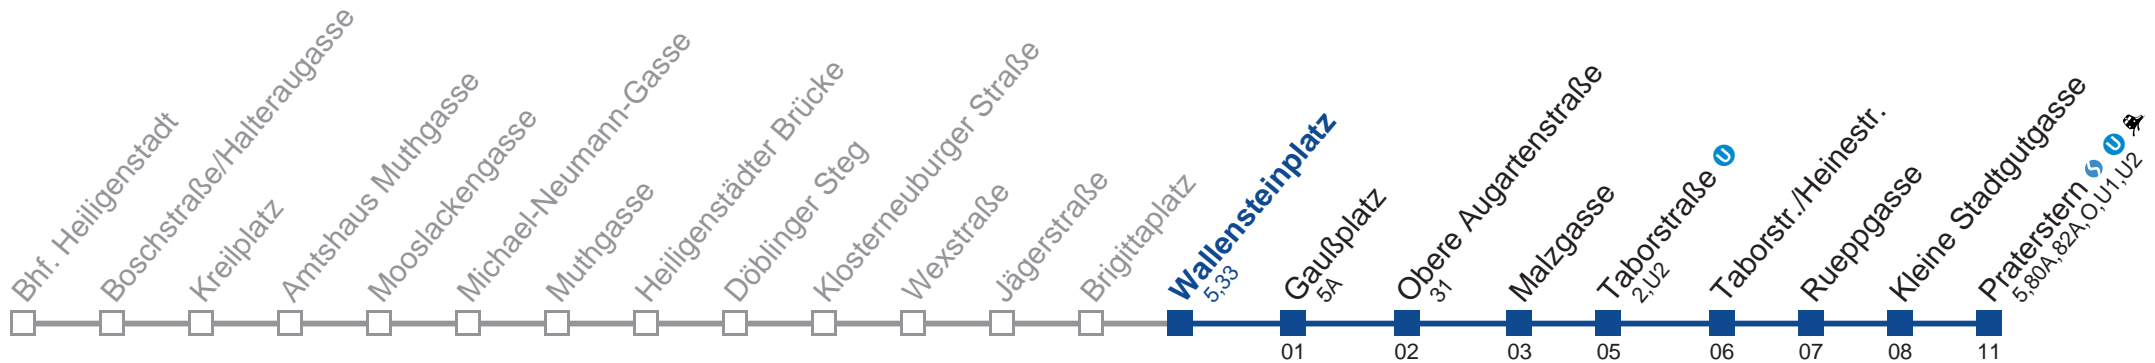 Bhf. Heiligenstadt
Boschstraße/Halteraugasse
Kreilplatz
Amtshaus Muthgasse
Mooslackengasse
Michael-Neumann-Gasse
Muthgasse
Heiligenstädter Brücke
Döblinger Steg
Klosterneuburger Straße
Wexstraße
Jägerstraße
Brigittaplatz
Wallensteinplatz
5,33
Gaußplatz
5A
Obere Augartenstraße
31
Malzgasse
Taborstraße U
2,U2
Taborstr./Heinestr.
Rueppgasse
Kleine Stadtgutgasse
Praterstern S U
5,80A,82A,O,U1,U2
01 02 03 05 06 07 08 11